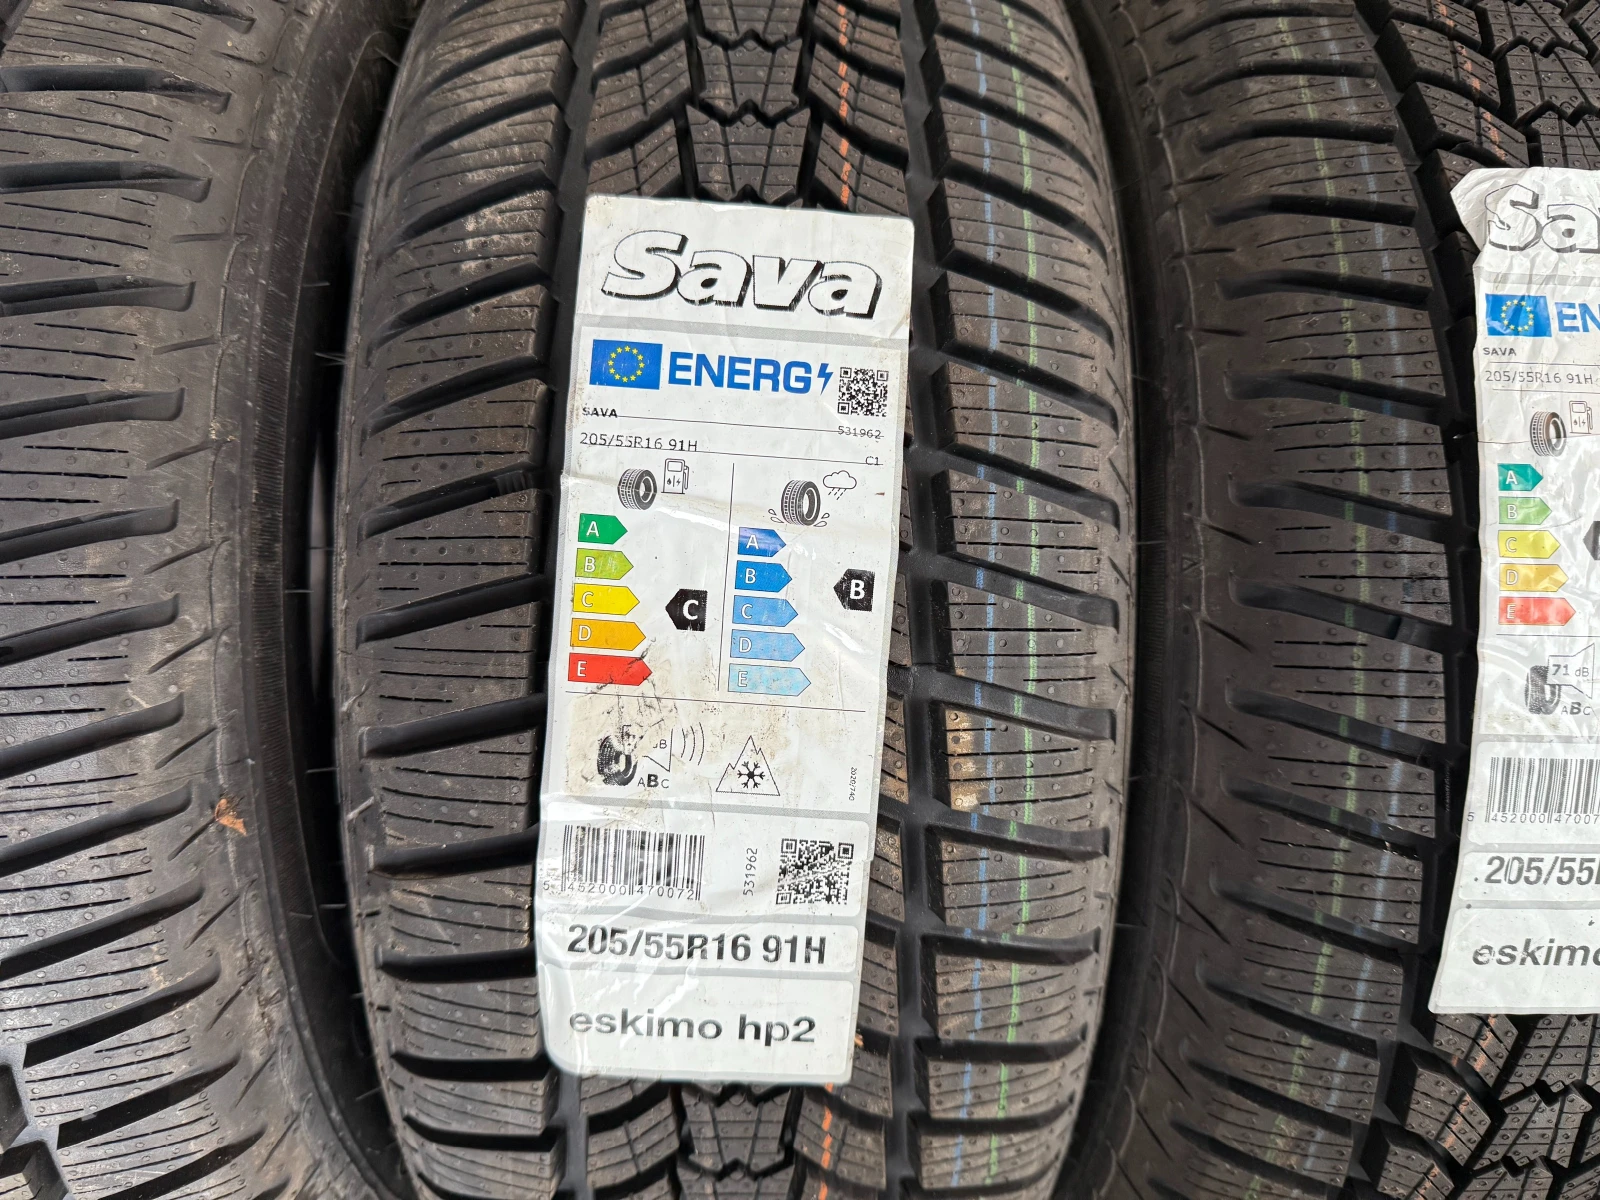 Sava
ENERG
SAVA
531962
205/55R16 91H
C1
A
B
C
D
E
C
A
B
C
D
E
B
dB
ABC
2020/740
5 452000 470072
531962
205/55R16 91H
eskimo hp2
Sa
EN
SAVA
205/55R16 91H
A
B
C
D
E
71 dB
ABC
5 452000 47007
205/55
eskimo